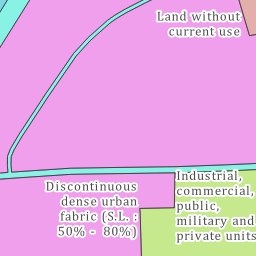 Land without
current use
Discontinuous
dense urban
fabric (S.L. :
50% - 80%)
Industrial,
commercial,
public,
military and
private units